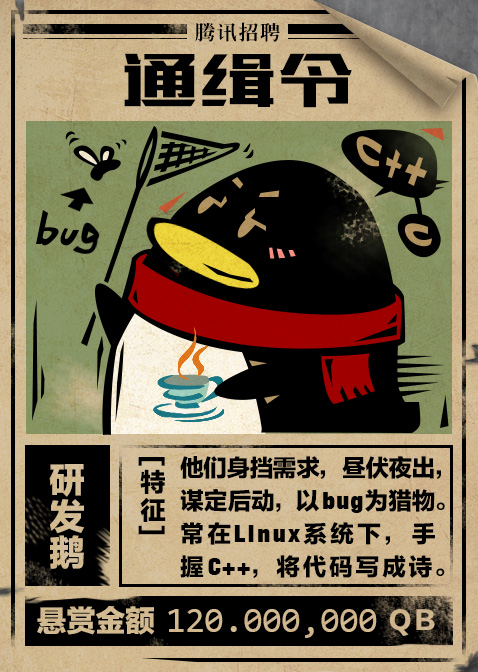 腾讯招聘
通缉令
C++
C
bug
研发鹅
[特征]
他们身挡需求，昼伏夜出，
谋定后动，以bug为猎物。
常在LInux系统下，手
握C++，将代码写成诗。
悬赏金额 120.000,000 QB